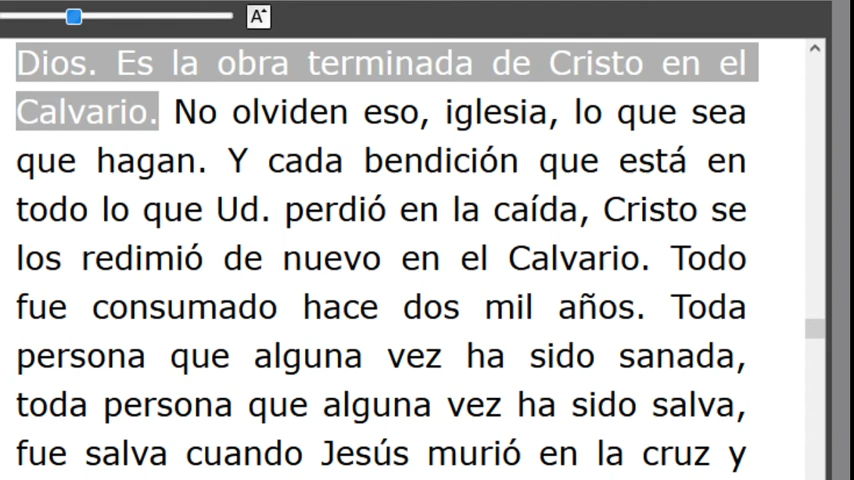 A
Dios. Es la obra terminada de Cristo en el
Calvario. No olviden eso, iglesia, lo que sea
que hagan. Y cada bendición que está en
todo lo que Ud. perdió en la caída, Cristo se
los redimió de nuevo en el Calvario. Todo
fue consumado hace dos mil años. Toda
persona que alguna vez ha sido sanada,
toda persona que alguna vez ha sido salva,
fue salva cuando Jesús murió en la cruz y